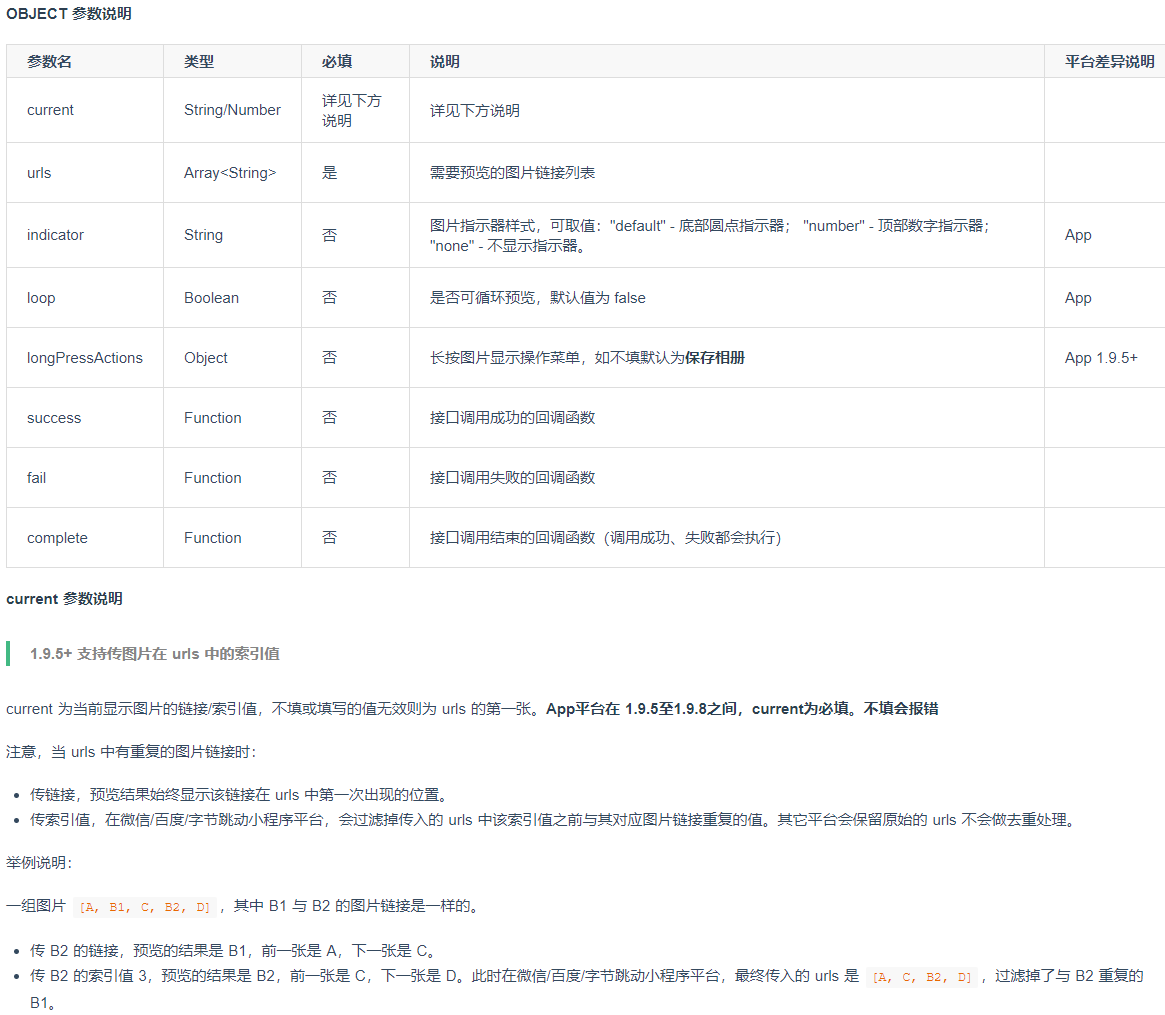 OBJECT 参数说明
参数名 类型 必填 说明 平台差异说明
current String/Number 详见下方说明 详见下方说明
urls Array<String> 是 需要预览的图片链接列表
indicator String 否 图片指示器样式，可取值："default" - 底部圆点指示器； "number" - 顶部数字指示器； "none" - 不显示指示器。 App
loop Boolean 否 是否可循环预览，默认值为 false App
longPressActions Object 否 长按图片显示操作菜单，如不填默认为保存相册 App 1.9.5+
success Function 否 接口调用成功的回调函数
fail Function 否 接口调用失败的回调函数
complete Function 否 接口调用结束的回调函数（调用成功、失败都会执行）
current 参数说明
1.9.5+ 支持传图片在 urls 中的索引值
current 为当前显示图片的链接/索引值，不填或填写的值无效则为 urls 的第一张。App平台在 1.9.5至1.9.8之间，current为必填。不填会报错
注意，当 urls 中有重复的图片链接时：
• 传链接，预览结果始终显示该链接在 urls 中第一次出现的位置。
• 传索引值，在微信/百度/字节跳动小程序平台，会过滤掉传入的 urls 中该索引值之前与其对应图片链接重复的值。其它平台会保留原始的 urls 不会做去重处理。
举例说明：
一组图片 [A, B1, C, B2, D]，其中 B1 与 B2 的图片链接是一样的。
• 传 B2 的链接，预览的结果是 B1，前一张是 A，下一张是 C。
• 传 B2 的索引值 3，预览的结果是 B2，前一张是 C，下一张是 D。此时在微信/百度/字节跳动小程序平台，最终传入的 urls 是 [A, C, B2, D]，过滤掉了与 B2 重复的
B1。